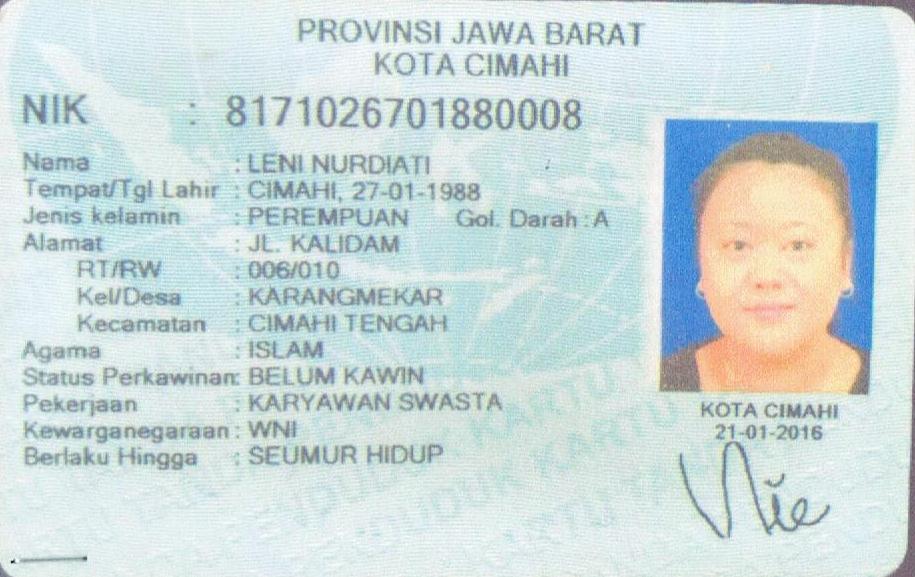 PROVINSI JAWA BARAT
KOTA CIMAHI
NIK : 8171026701880008
Nama : LENI NURDIATI
Tempat/Tgl Lahir : CIMAHI, 27-01-1988
Jenis kelamin : PEREMPUAN Gol. Darah : A
Alamat : JL. KALIDAM
RT/RW : 006/010
Kel/Desa : KARANGMEKAR
Kecamatan : CIMAHI TENGAH
Agama : ISLAM
Status Perkawinan: BELUM KAWIN
Pekerjaan : KARYAWAN SWASTA
Kewarganegaraan : WNI
Berlaku Hingga : SEUMUR HIDUP
KOTA CIMAHI
21-01-2016